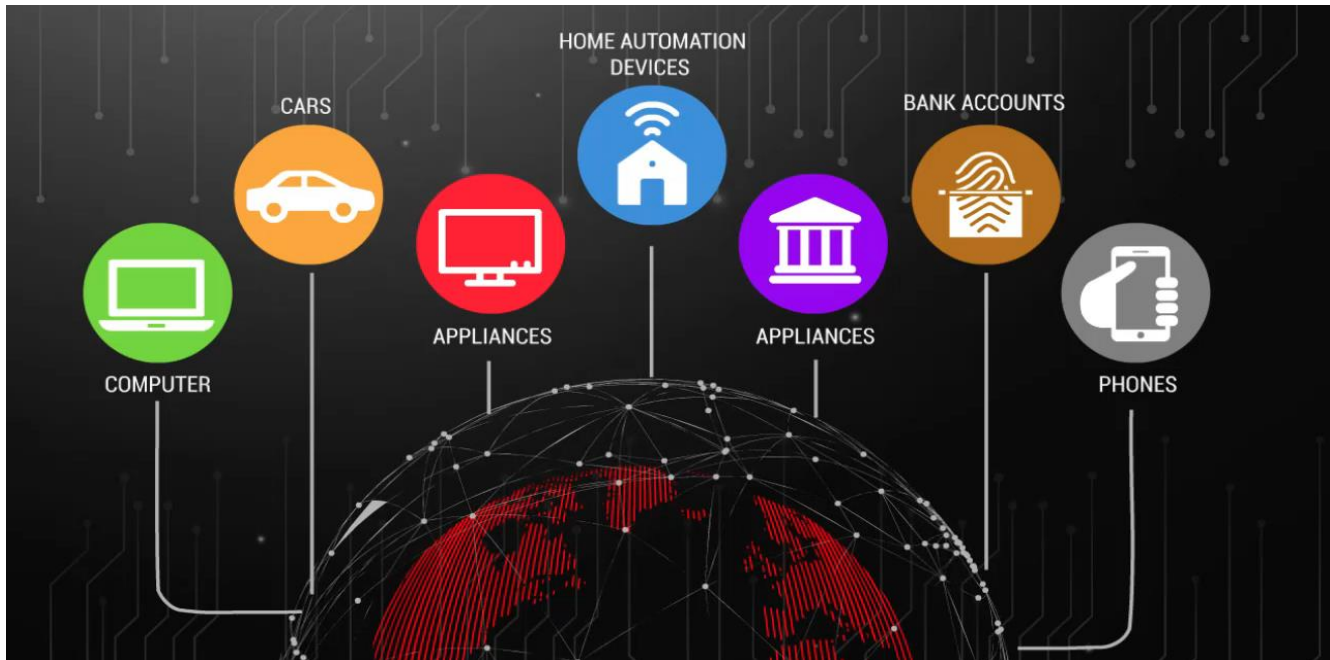 HOME AUTOMATION
DEVICES
CARS
BANK ACCOUNTS
APPLIANCES
APPLIANCES
COMPUTER
PHONES